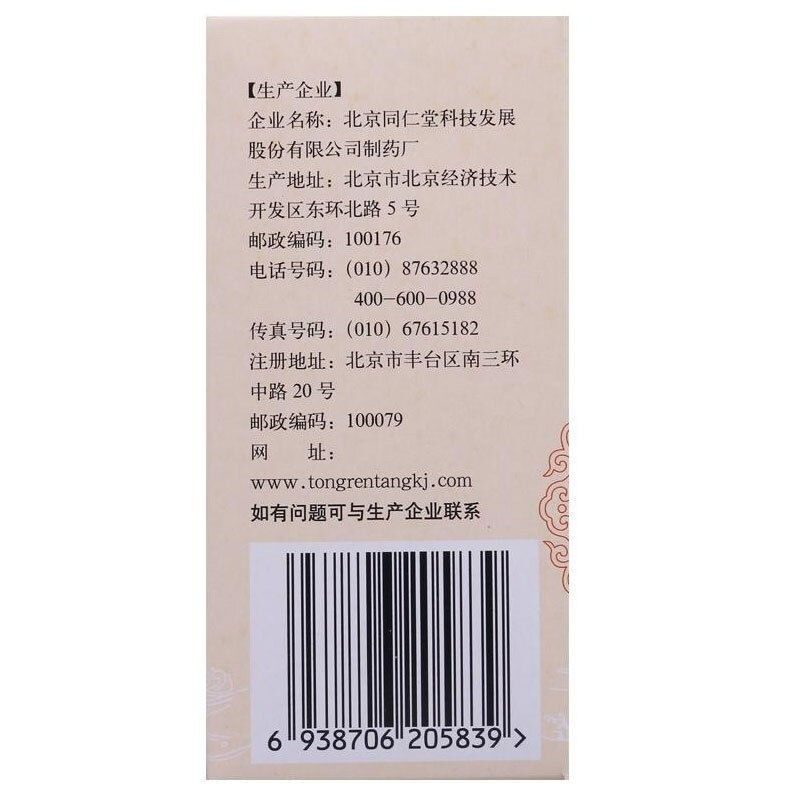 【生产企业】
企业名称：北京同仁堂科技发展
股份有限公司制药厂
生产地址：北京市北京经济技术
开发区东环北路 5 号
邮政编码：100176
电话号码：(010) 87632888
400-600-0988
传真号码：(010) 67615182
注册地址：北京市丰台区南三环
中路 20 号
邮政编码：100079
网　　址：
www.tongrentangkj.com
如有问题可与生产企业联系
6 938706 205839 >